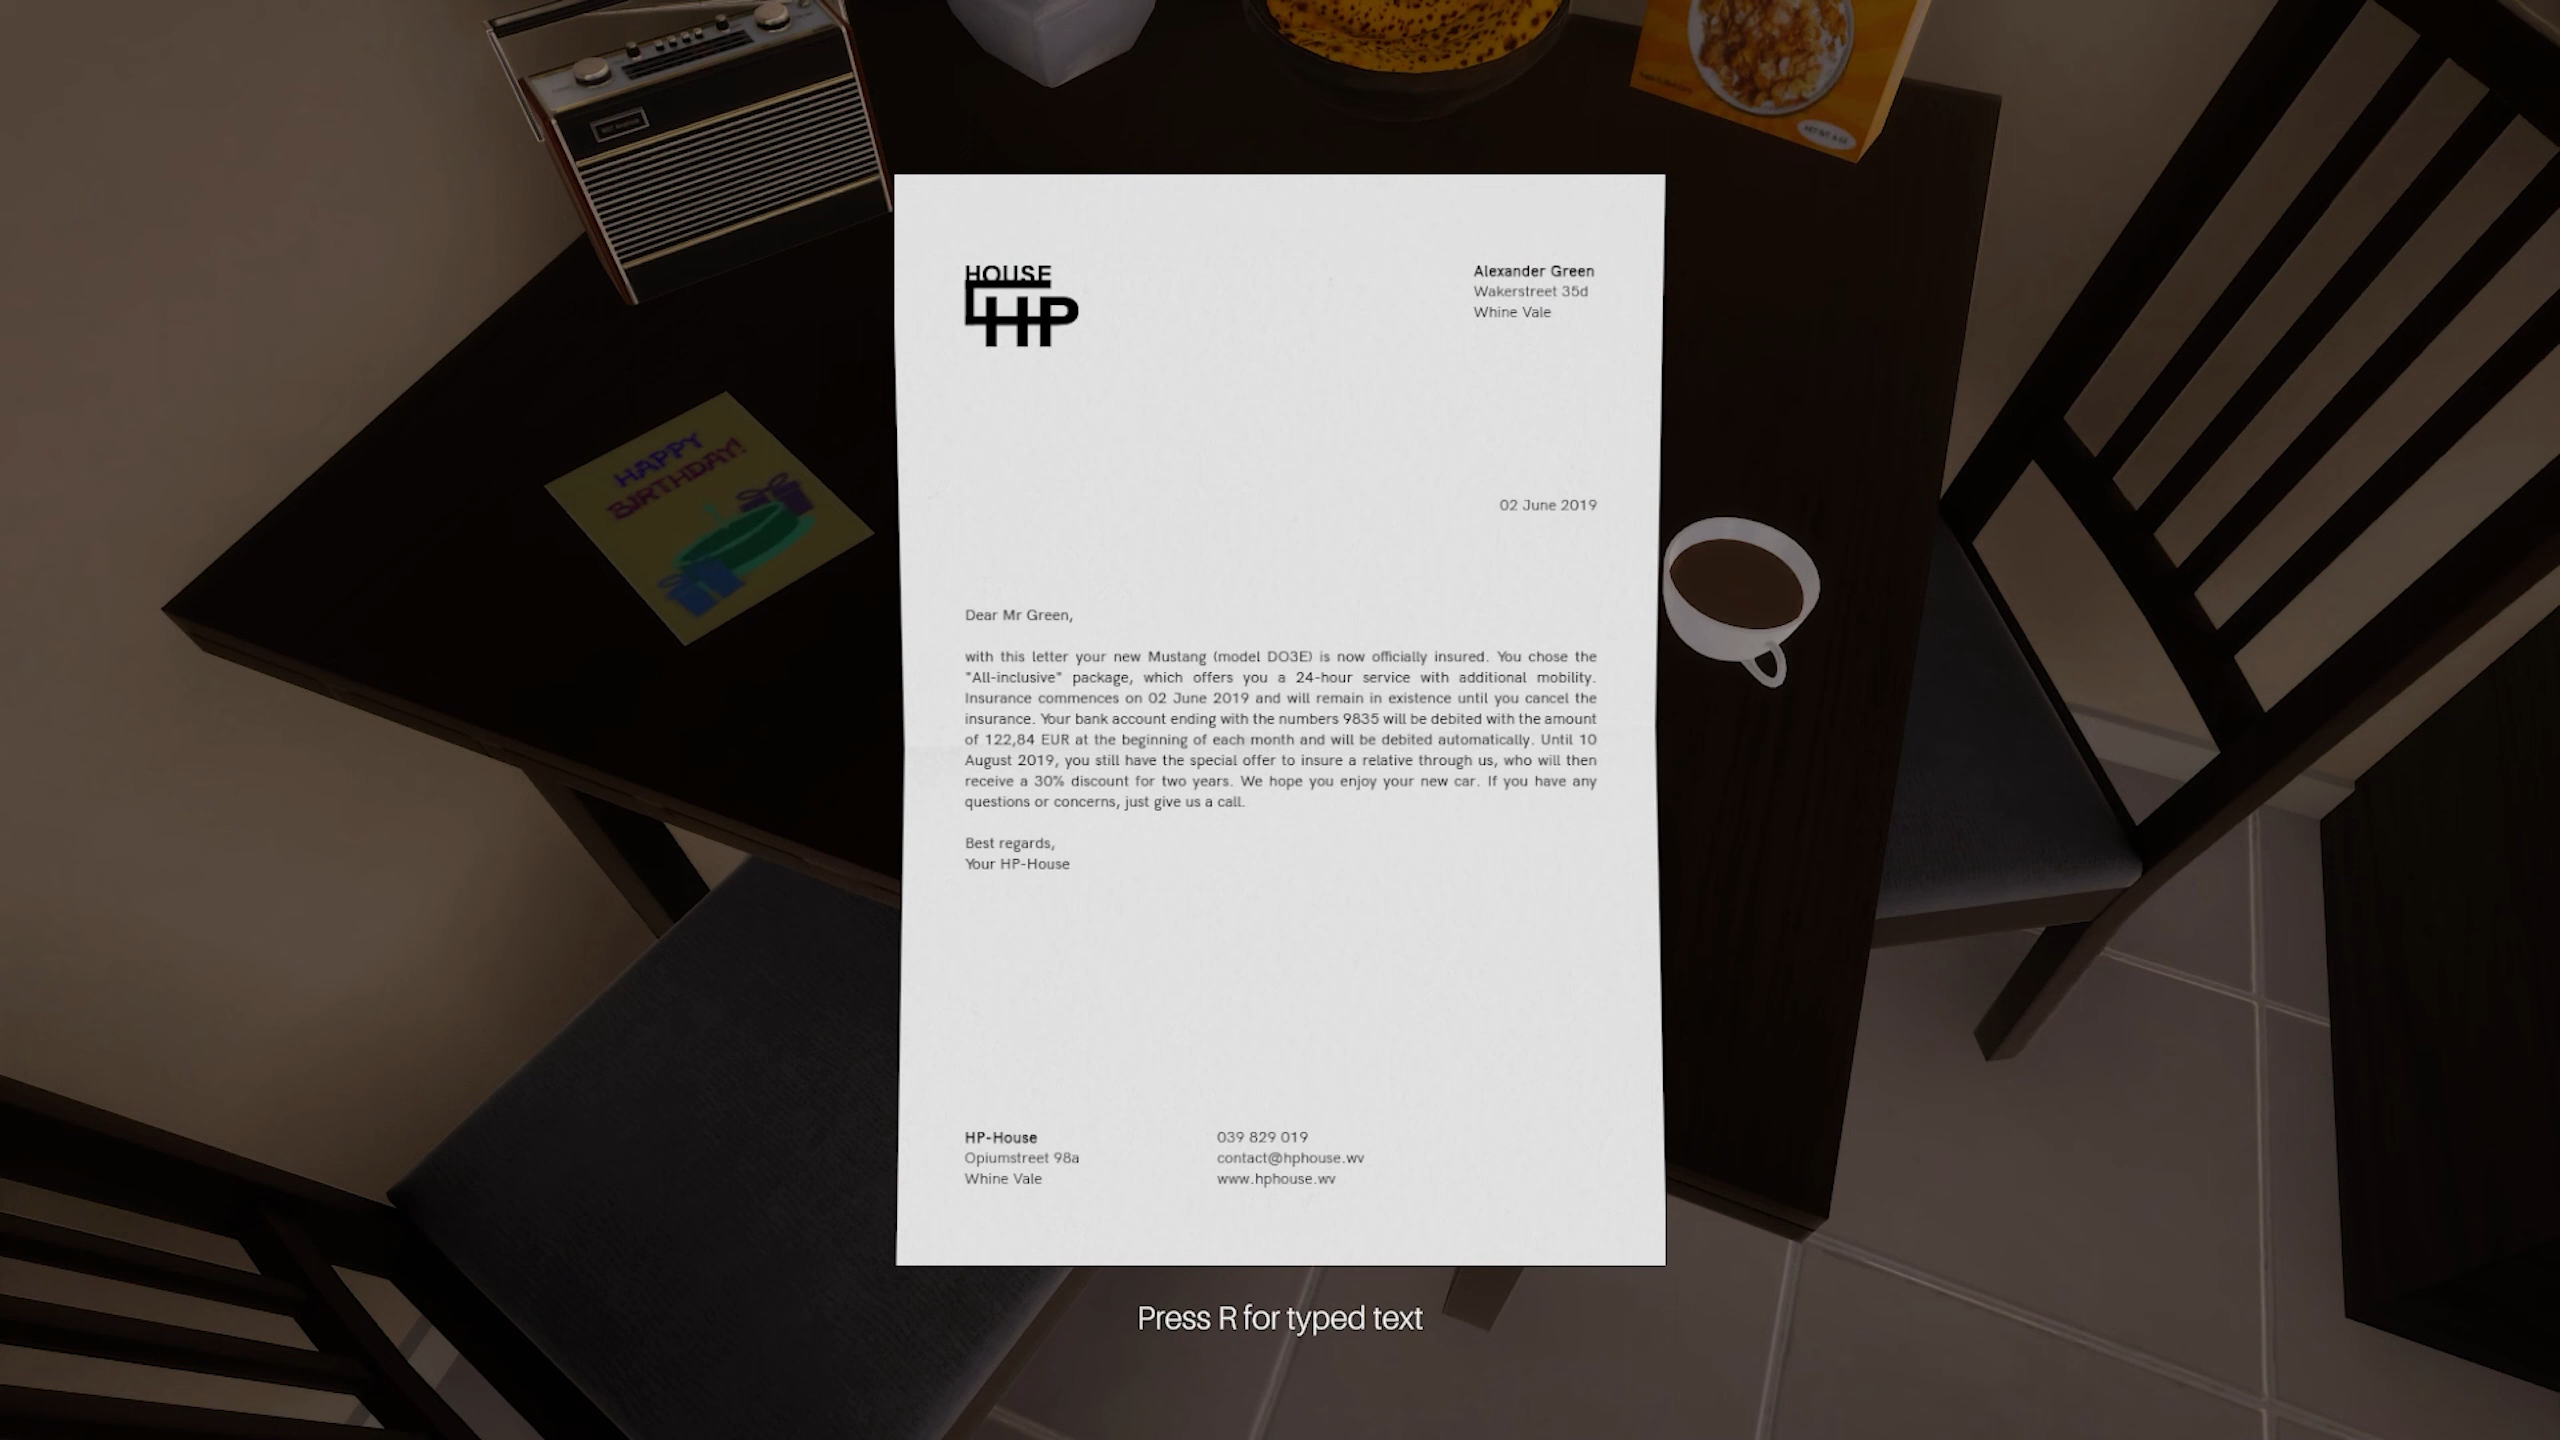 HOUSE
HP
Alexander Green
Wakerstreet 35d
Whine Vale
02 June 2019
HAPPY
BIRTHDAY!
Dear Mr Green,
with this letter your new Mustang (model DO3E) is now officially insured. You chose the
"All-inclusive" package, which offers you a 24-hour service with additional mobility.
Insurance commences on 02 June 2019 and will remain in existence until you cancel the
insurance. Your bank account ending with the numbers 9835 will be debited with the amount
of 122,84 EUR at the beginning of each month and will be debited automatically. Until 10
August 2019, you still have the special offer to insure a relative through us, who will then
receive a 30% discount for two years. We hope you enjoy your new car. If you have any
questions or concerns, just give us a call.
Best regards,
Your HP-House
HP-House
Opiumstreet 98a
Whine Vale
039 829 019
contact@hphouse.wv
www.hphouse.wv
Press R for typed text